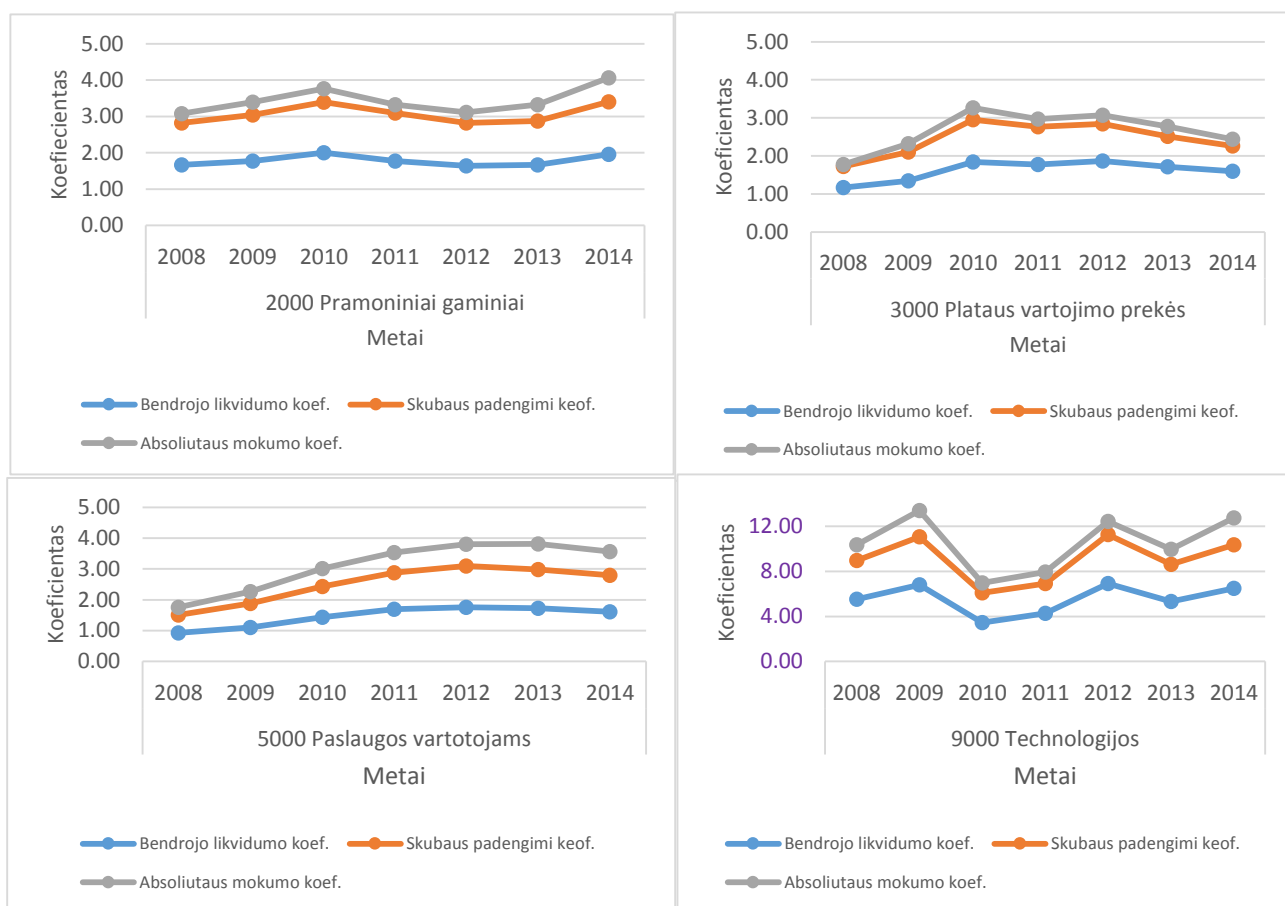 5.00
4.00
3.00
2.00
1.00
0.00
Koefiecientas
2008 2009 2010 2011 2012 2013 2014
2000 Pramoniniai gaminiai
Metai
Bendrojo likvidumo koef. Skubaus padengimi keof.
Absoliutaus mokumo koef.
5.00
4.00
3.00
2.00
1.00
0.00
Koeficientas
2008 2009 2010 2011 2012 2013 2014
3000 Plataus vartojimo prekės
Metai
Bendrojo likvidumo koef. Skubaus padengimi keof.
Absoliutaus mokumo koef.
5.00
4.00
3.00
2.00
1.00
0.00
Koeficientas
2008 2009 2010 2011 2012 2013 2014
5000 Paslaugos vartotojams
Metai
Bendrojo likvidumo koef. Skubaus padengimi keof.
Absoliutaus mokumo koef.
12.00
8.00
4.00
0.00
Koeficientas
2008 2009 2010 2011 2012 2013 2014
9000 Technologijos
Metai
Bendrojo likvidumo koef. Skubaus padengimi keof.
Absoliutaus mokumo koef.